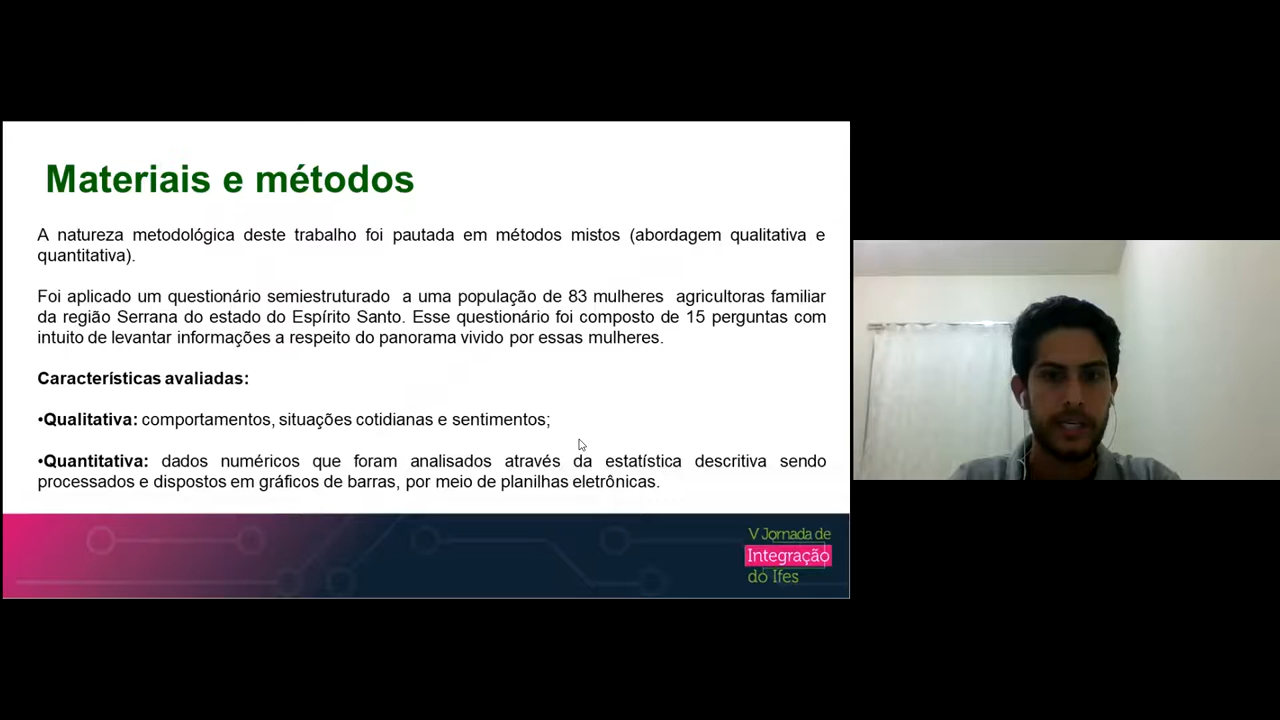 Materiais e métodos
A natureza metodológica deste trabalho foi pautada em métodos mistos (abordagem qualitativa e
quantitativa).
Foi aplicado um questionário semiestruturado a uma população de 83 mulheres agricultoras familiar
da região Serrana do estado do Espírito Santo. Esse questionário foi composto de 15 perguntas com
intuito de levantar informações a respeito do panorama vivido por essas mulheres.
Características avaliadas:
•Qualitativa: comportamentos, situações cotidianas e sentimentos;
•Quantitativa: dados numéricos que foram analisados através da estatística descritiva sendo
processados e dispostos em gráficos de barras, por meio de planilhas eletrônicas.
V Jornada de
Integração
do Ifes